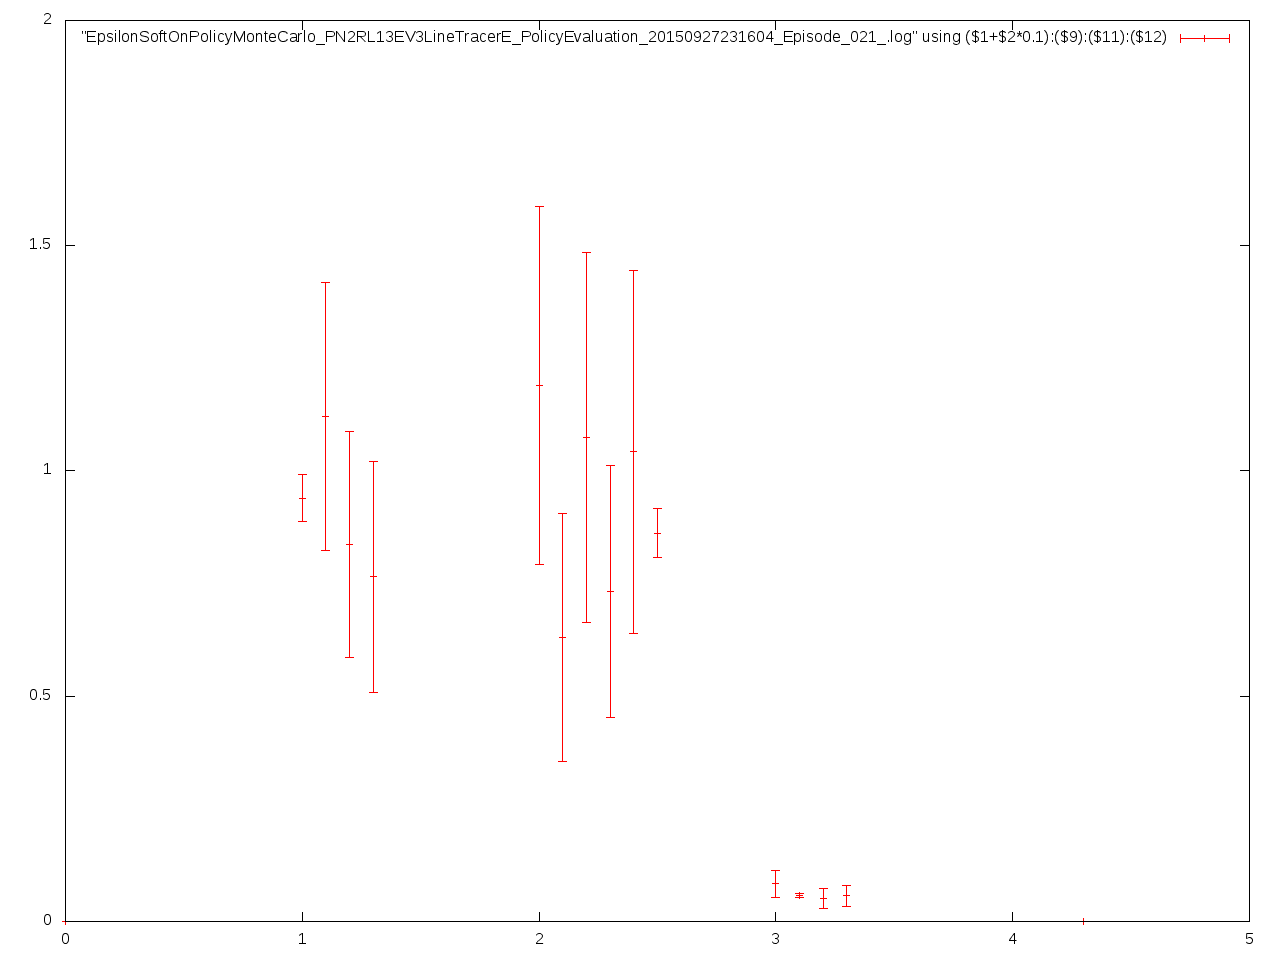 2
"EpsilonSoftOnPolicyMonteCarlo_PN2RL13EV3LineTracerE_PolicyEvaluation_20150927231604_Episode_021_.log" using ($1+$2*0.1):($9):($11):($12)
1.5
1
0.5
0
0 1 2 3 4 5